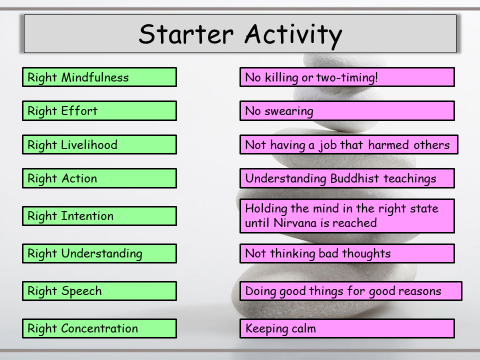 Starter Activity
Right Mindfulness
No killing or two-timing!
Right Effort
No swearing
Right Livelihood
Not having a job that harmed others
Right Action
Understanding Buddhist teachings
Right Intention
Holding the mind in the right state
until Nirvana is reached
Right Understanding
Not thinking bad thoughts
Right Speech
Doing good things for good reasons
Right Concentration
Keeping calm